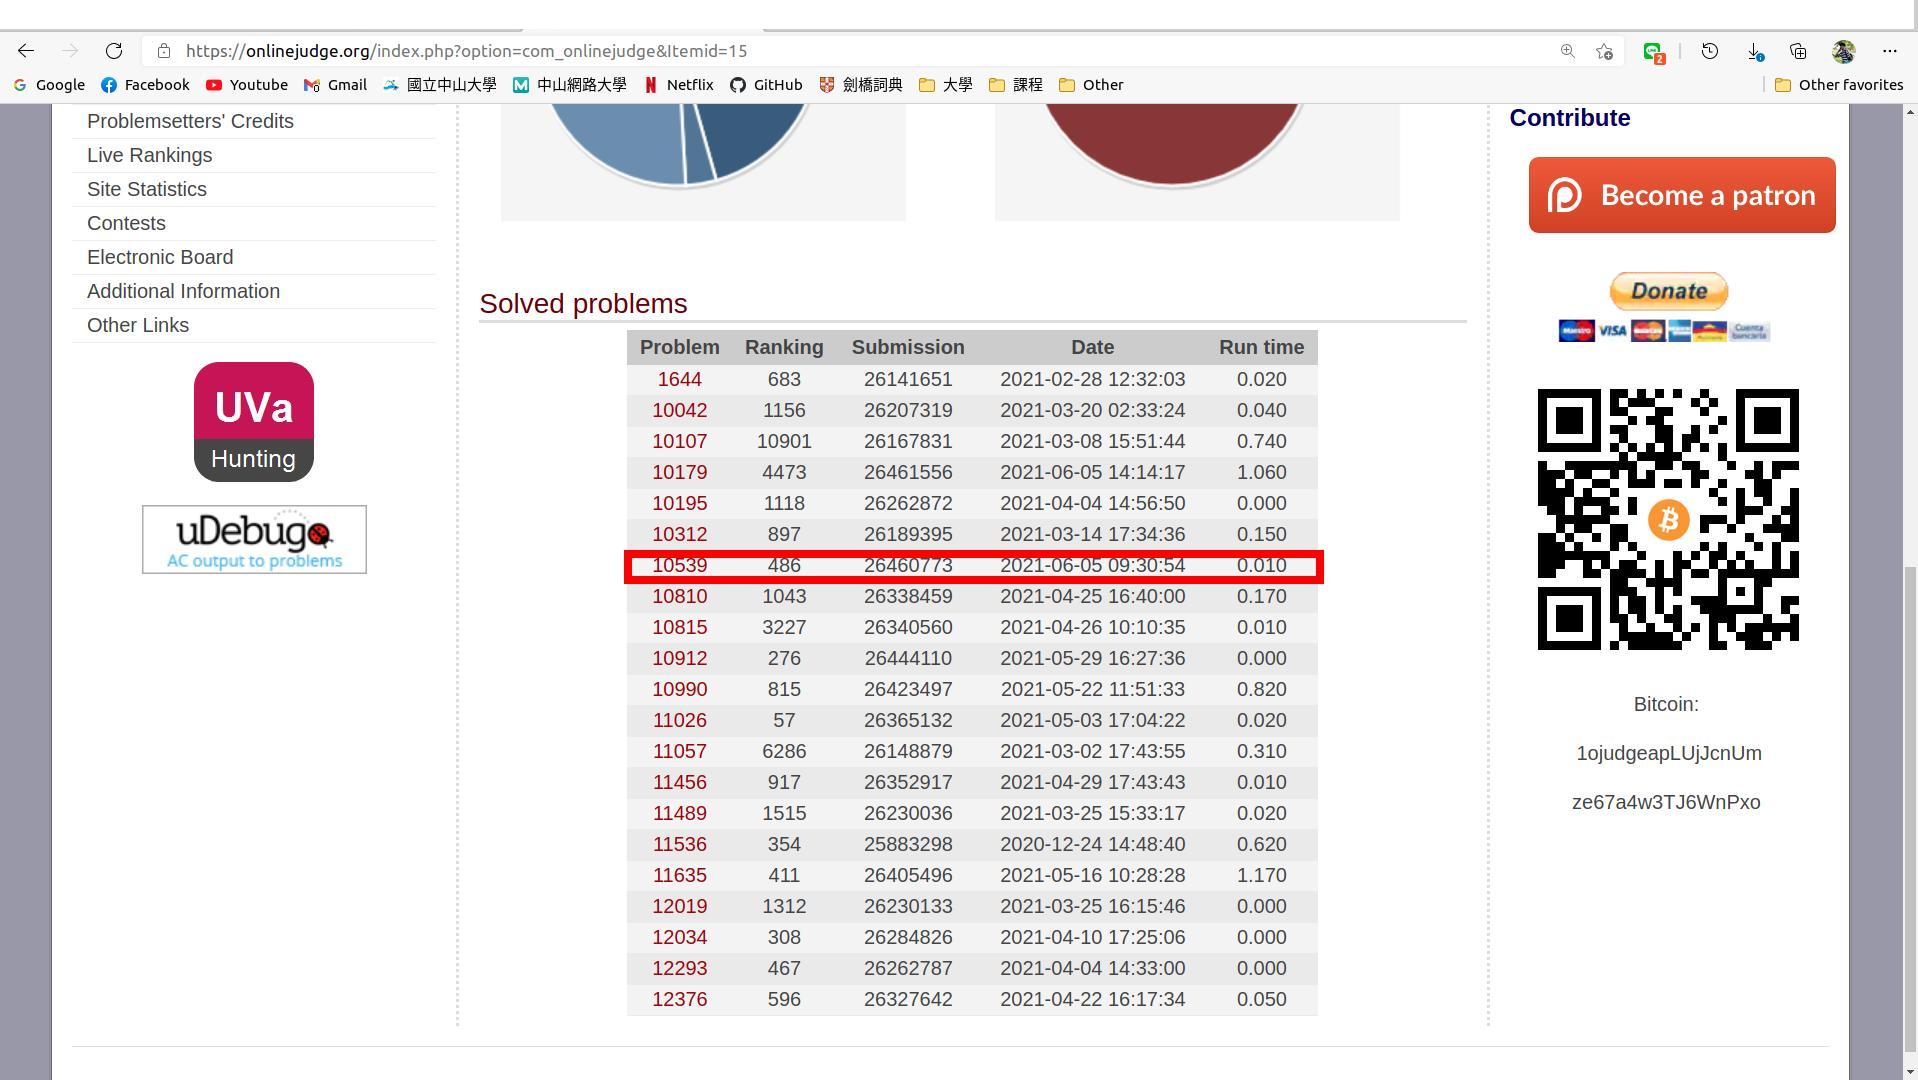 https://onlinejudge.org/index.php?option=com_onlinejudge&Itemid=15
2
Google Facebook Youtube Gmail 國立中山大學 中山網路大學 Netflix GitHub 劍橋詞典 大學 課程 Other Other favorites
Problemsetters' Credits
Live Rankings
Site Statistics
Contests
Electronic Board
Additional Information
Other Links
UVa
Hunting
uDebug
AC output to problems
Solved problems
Problem Ranking Submission Date Run time
1644 683 26141651 2021-02-28 12:32:03 0.020
10042 1156 26207319 2021-03-20 02:33:24 0.040
10107 10901 26167831 2021-03-08 15:51:44 0.740
10179 4473 26461556 2021-06-05 14:14:17 1.060
10195 1118 26262872 2021-04-04 14:56:50 0.000
10312 897 26189395 2021-03-14 17:34:36 0.150
10539 486 26460773 2021-06-05 09:30:54 0.010
10810 1043 26338459 2021-04-25 16:40:00 0.170
10815 3227 26340560 2021-04-26 10:10:35 0.010
10912 276 26444110 2021-05-29 16:27:36 0.000
10990 815 26423497 2021-05-22 11:51:33 0.820
11026 57 26365132 2021-05-03 17:04:22 0.020
11057 6286 26148879 2021-03-02 17:43:55 0.310
11456 917 26352917 2021-04-29 17:43:43 0.010
11489 1515 26230036 2021-03-25 15:33:17 0.020
11536 354 25883298 2020-12-24 14:48:40 0.620
11635 411 26405496 2021-05-16 10:28:28 1.170
12019 1312 26230133 2021-03-25 16:15:46 0.000
12034 308 26284826 2021-04-10 17:25:06 0.000
12293 467 26262787 2021-04-04 14:33:00 0.000
12376 596 26327642 2021-04-22 16:17:34 0.050
Contribute
Become a patron
Donate
VISA
Bitcoin:
1ojudgeapLUjJcnUm
ze67a4w3TJ6WnPxo